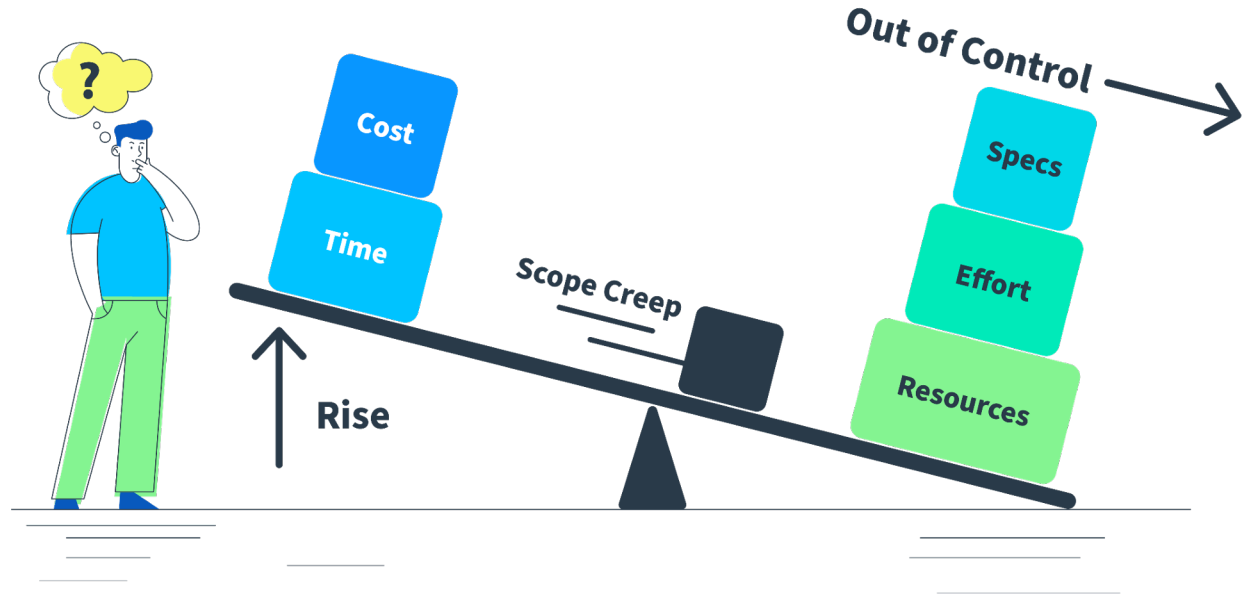 ?
Cost
Time
Rise
Scope Creep
Out of Control
Specs
Effort
Resources